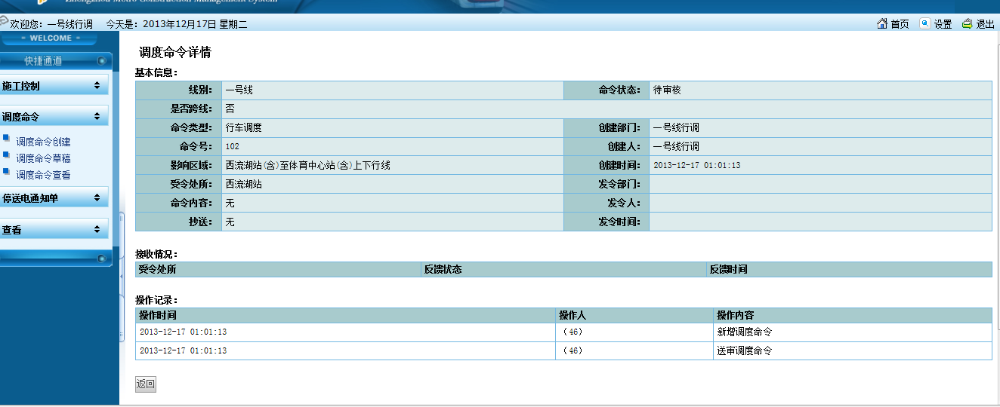 Zhengzhou Metro Construction Management System
欢迎您：一号线行调 今天是：2013年12月17日 星期二 首页 设置 退出
= WELCOME =
快捷通道
施工控制
调度命令
调度命令创建
调度命令草稿
调度命令查看
停送电通知单
查看
调度命令详情
基本信息：
线别： 一号线 命令状态： 待审核
是否跨线： 否
命令类型： 行车调度 创建部门： 一号线行调
命令号： 102 创建人： 一号线行调
影响区域： 西流湖站(含)至体育中心站(含)上下行线 创建时间： 2013-12-17 01:01:13
受令处所： 西流湖站 发令部门：
命令内容： 无 发令人：
抄送： 无 发令时间：
接收情况：
受令处所 反馈状态 反馈时间
操作记录：
操作时间 操作人 操作内容
2013-12-17 01:01:13 （46） 新增调度命令
2013-12-17 01:01:13 （46） 送审调度命令
返回